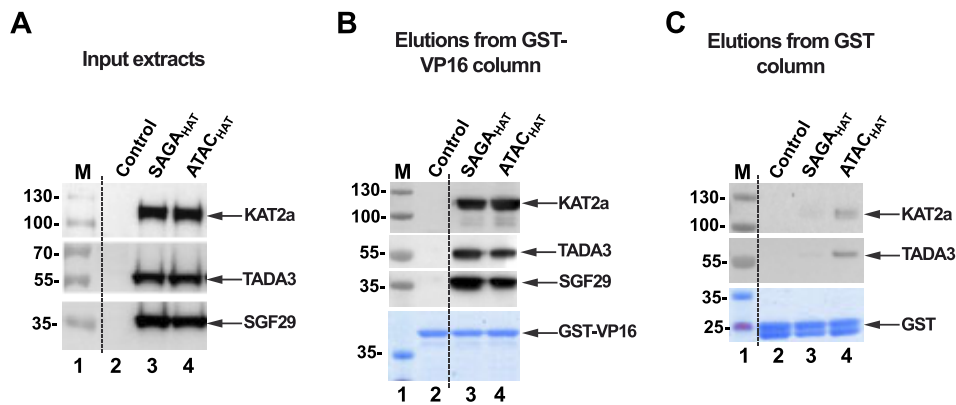 A
Input extracts
M
Control
SAGAHAT
ATACHAT
130-
100-
KAT2a
70-
55-
TADA3
35-
SGF29
1 2 3 4
B
Elutions from GST-
VP16 column
M
Control
SAGAHAT
ATACHAT
130-
100-
KAT2a
55-
TADA3
35-
SGF29
GST-VP16
35-
1 2 3 4
C
Elutions from GST
column
M
Control
SAGAHAT
ATACHAT
130-
100-
KAT2a
55-
TADA3
35-
25-
GST
1 2 3 4